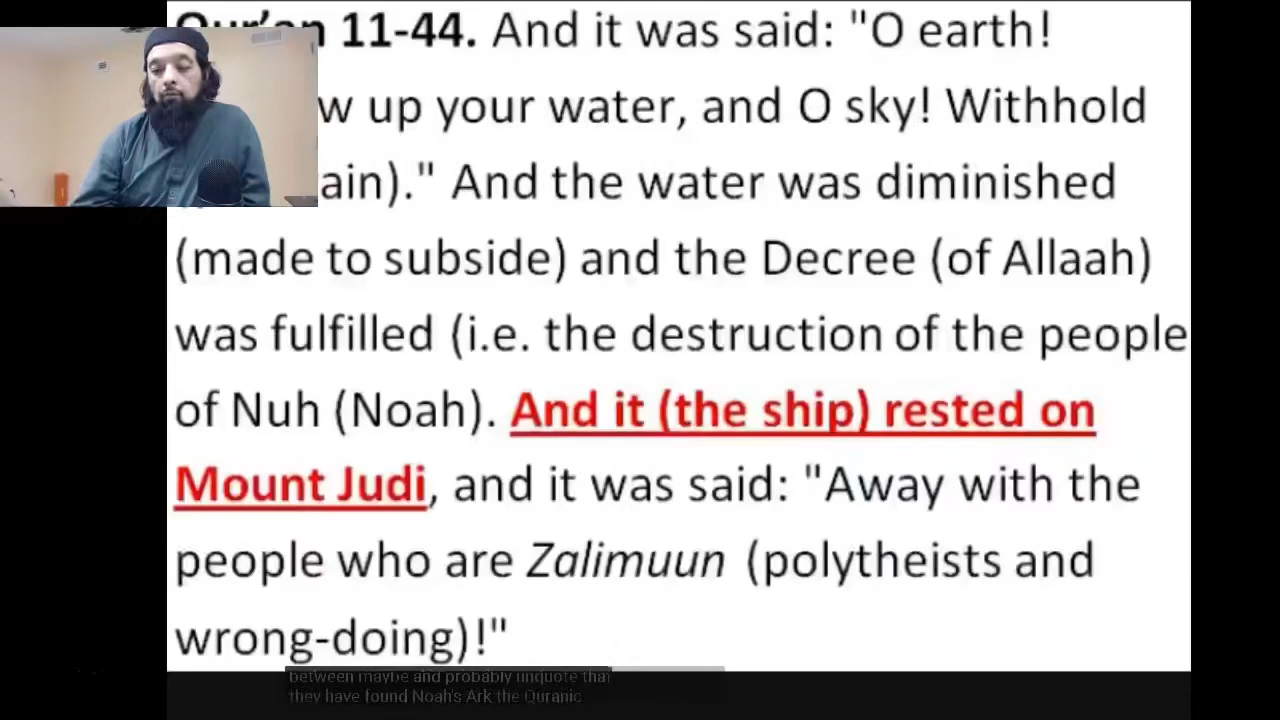 Qur'an 11-44. And it was said: "O earth!
up your water, and O sky! Withhold
And the water was diminished
(made to subside) and the Decree (of Allaah)
was fulfilled (i.e. the destruction of the people
of Nuh (Noah). And it (the ship) rested on
Mount Judi, and it was said: "Away with the
people who are Zalimuun (polytheists and
wrong-doing)!"
between maybe and probably unquote that
they have found Noah's Ark the Quranic